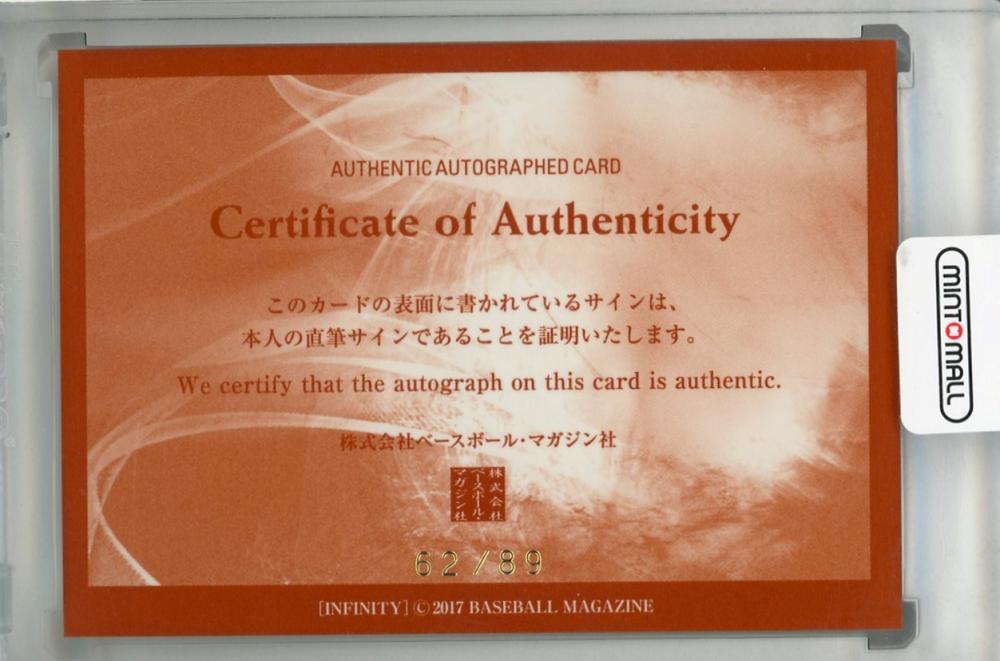 AUTHENTIC AUTOGRAPHED CARD
Certificate of Authenticity
このカードの表面に書かれているサインは、
本人の直筆サインであることを証明いたします。
We certify that the autograph on this card is authentic.
株式会社ベースボール・マガジン社
株式会社
ベースボール・
マガジン社
62/89
[INFINITY] © 2017 BASEBALL MAGAZINE
MINTOMALL